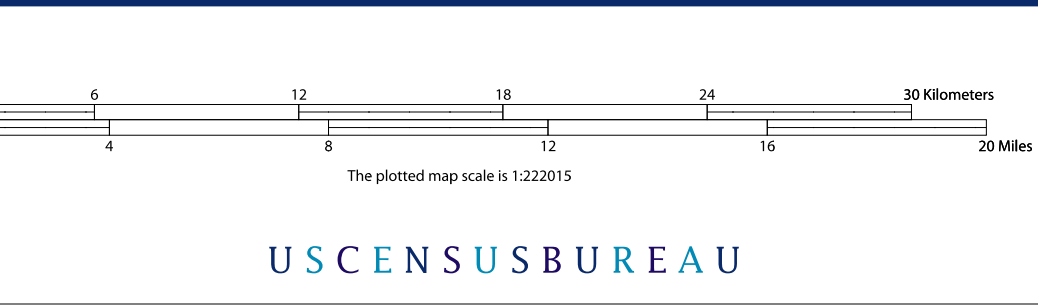 6 12 18 24 30 Kilometers
4 8 12 16 20 Miles
The plotted map scale is 1:222015
USCENSUSBUREAU